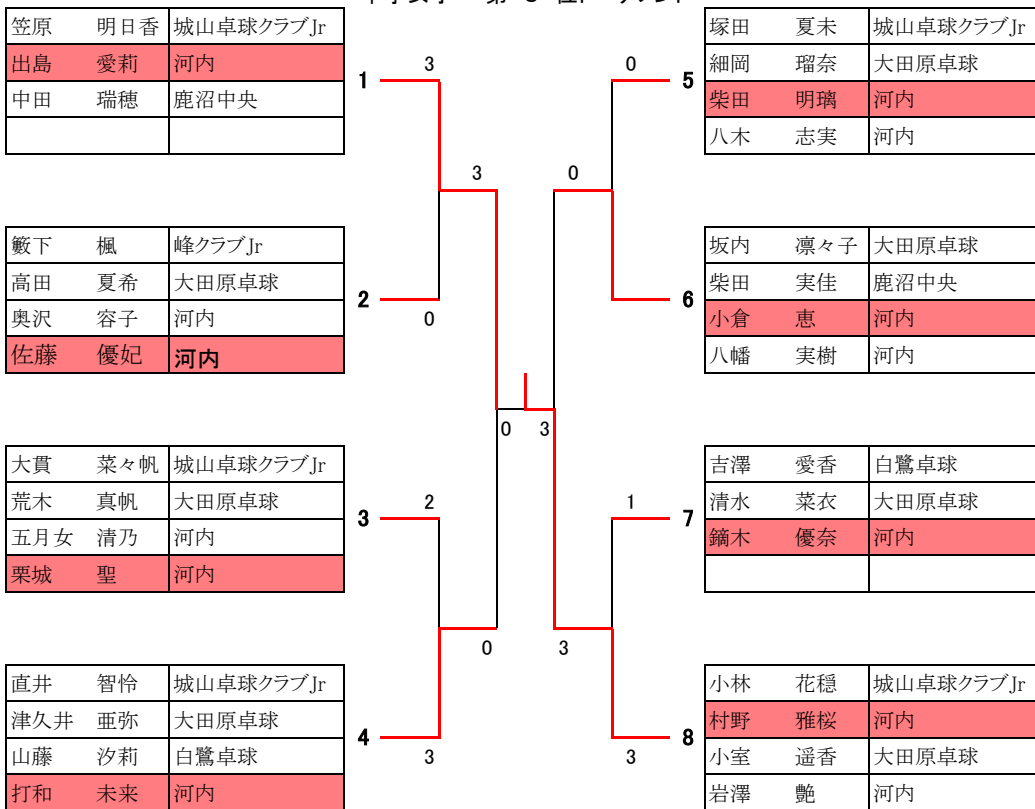 笠原 明日香 城山卓球クラブJr
出島 愛莉 河内
中田 瑞穂 鹿沼中央
1
3
籔下 楓 峰クラブJr
高田 夏希 大田原卓球
奥沢 容子 河内
佐藤 優妃 河内
2
0
3
大貫 菜々帆 城山卓球クラブJr
荒木 真帆 大田原卓球
五月女 清乃 河内
栗城 聖 河内
3
2
直井 智怜 城山卓球クラブJr
津久井 亜弥 大田原卓球
山藤 汐莉 白鷺卓球
打和 未来 河内
4
3
0
0 3
塚田 夏未 城山卓球クラブJr
細岡 瑠奈 大田原卓球
柴田 明璃 河内
八木 志実 河内
0
5
0
坂内 凛々子 大田原卓球
柴田 実佳 鹿沼中央
小倉 恵 河内
八幡 実樹 河内
6
吉澤 愛香 白鷺卓球
清水 菜衣 大田原卓球
鏑木 優奈 河内
1
7
3
小林 花穏 城山卓球クラブJr
村野 雅桜 河内
小室 遥香 大田原卓球
岩澤 艶 河内
8
3